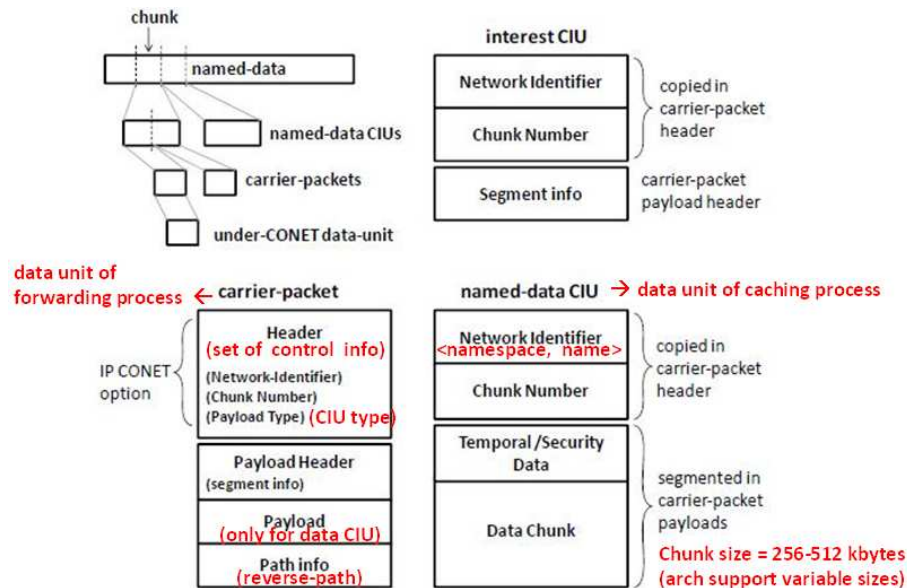 chunk
named-data
named-data CIUs
carrier-packets
under-CONET data-unit
interest CIU
Network Identifier
Chunk Number
copied in
carrier-packet
header
Segment info
carrier-packet
payload header
data unit of
forwarding process ← carrier-packet
IP CONET
option
Header
(set of control info)
(Network-Identifier)
(Chunk Number)
(Payload Type) (CIU type)
Payload Header
(segment info)
Payload
(only for data CIU)
Path info
(reverse-path)
named-data CIU → data unit of caching process
Network Identifier
<namespace, name>
Chunk Number
copied in
carrier-packet
header
Temporal /Security
Data
Data Chunk
segmented in
carrier-packet
payloads
Chunk size = 256-512 kbytes
(arch support variable sizes)